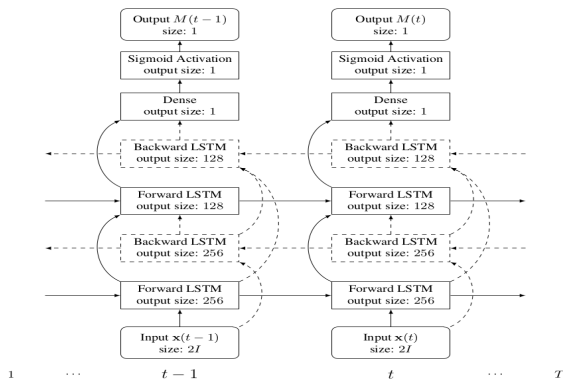 Output M(t − 1)
size: 1
Output M(t)
size: 1
Sigmoid Activation
output size: 1
Sigmoid Activation
output size: 1
Dense
output size: 1
Dense
output size: 1
Backward LSTM
output size: 128
Backward LSTM
output size: 128
Forward LSTM
output size: 128
Forward LSTM
output size: 128
Backward LSTM
output size: 256
Backward LSTM
output size: 256
Forward LSTM
output size: 256
Forward LSTM
output size: 256
Input x(t − 1)
size: 2I
Input x(t)
size: 2I
1 ··· t − 1 t ··· T